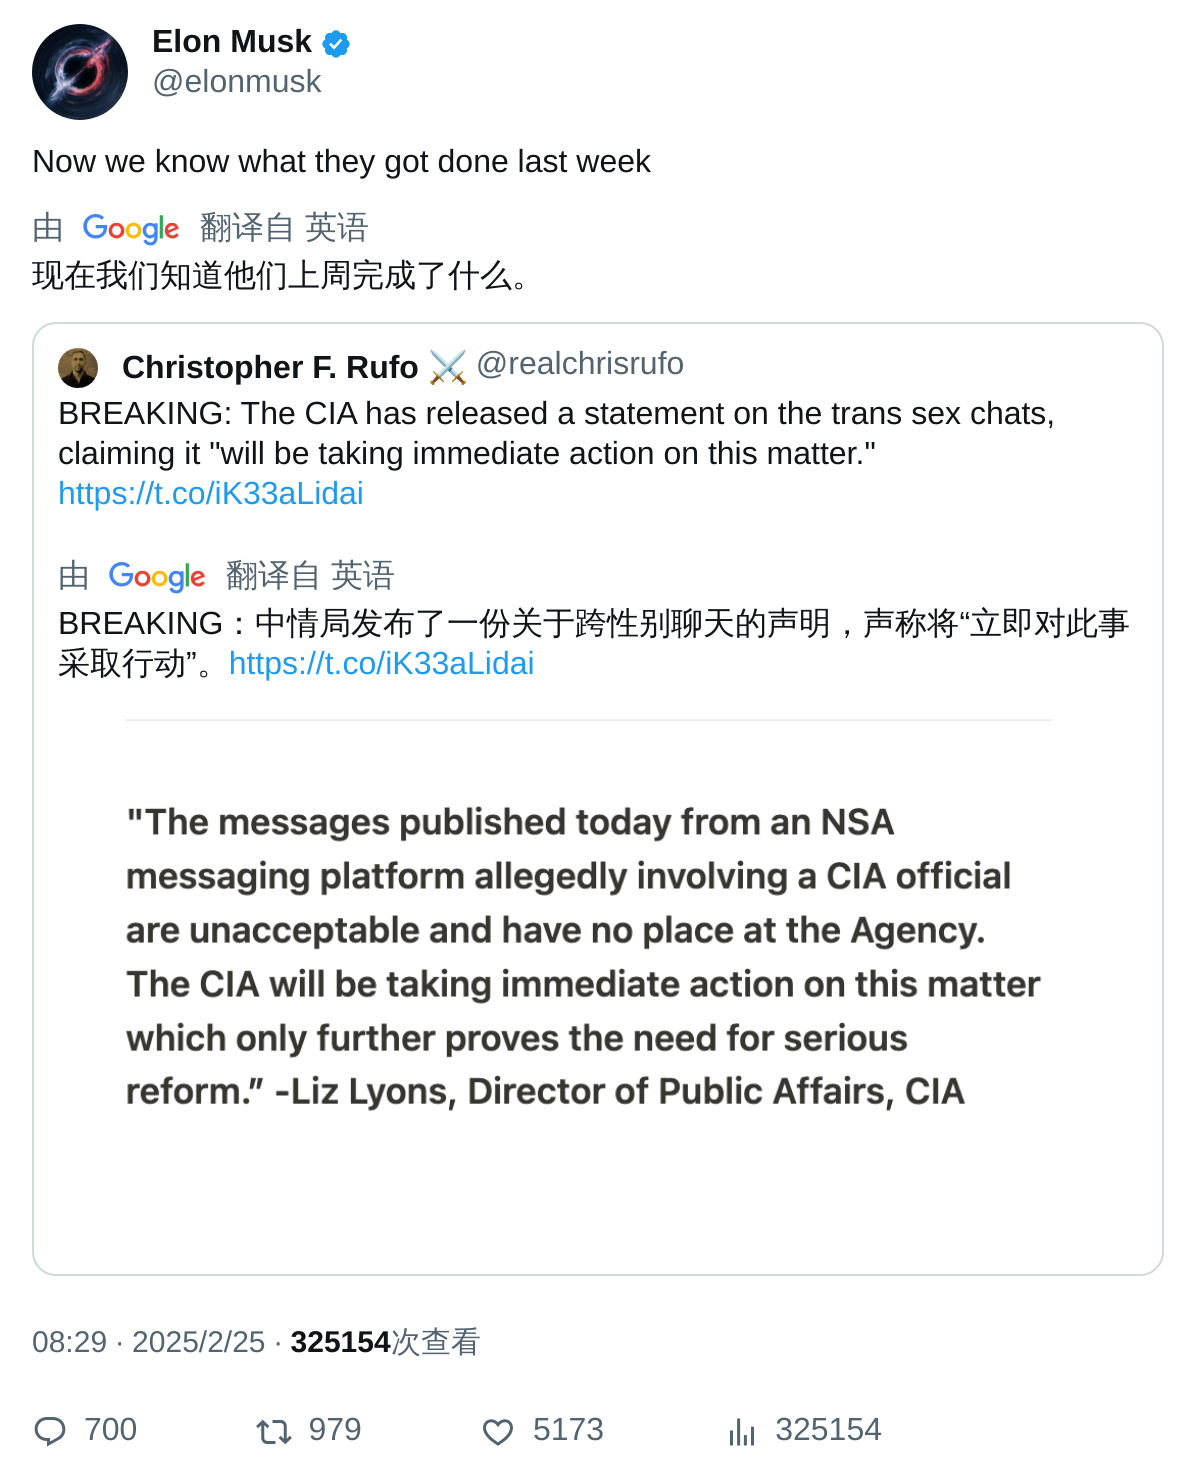 Elon Musk
@elonmusk
Now we know what they got done last week
由 Google 翻译自 英语
现在我们知道他们上周完成了什么。
Christopher F. Rufo ⚔️ @realchrisrufo
BREAKING: The CIA has released a statement on the trans sex chats,
claiming it "will be taking immediate action on this matter."
https://t.co/iK33aLidai
由 Google 翻译自 英语
BREAKING：中情局发布了一份关于跨性别聊天的声明，声称将“立即对此事
采取行动”。https://t.co/iK33aLidai
"The messages published today from an NSA
messaging platform allegedly involving a CIA official
are unacceptable and have no place at the Agency.
The CIA will be taking immediate action on this matter
which only further proves the need for serious
reform.” -Liz Lyons, Director of Public Affairs, CIA
08:29 · 2025/2/25 · 325154次查看
700 979 5173 325154